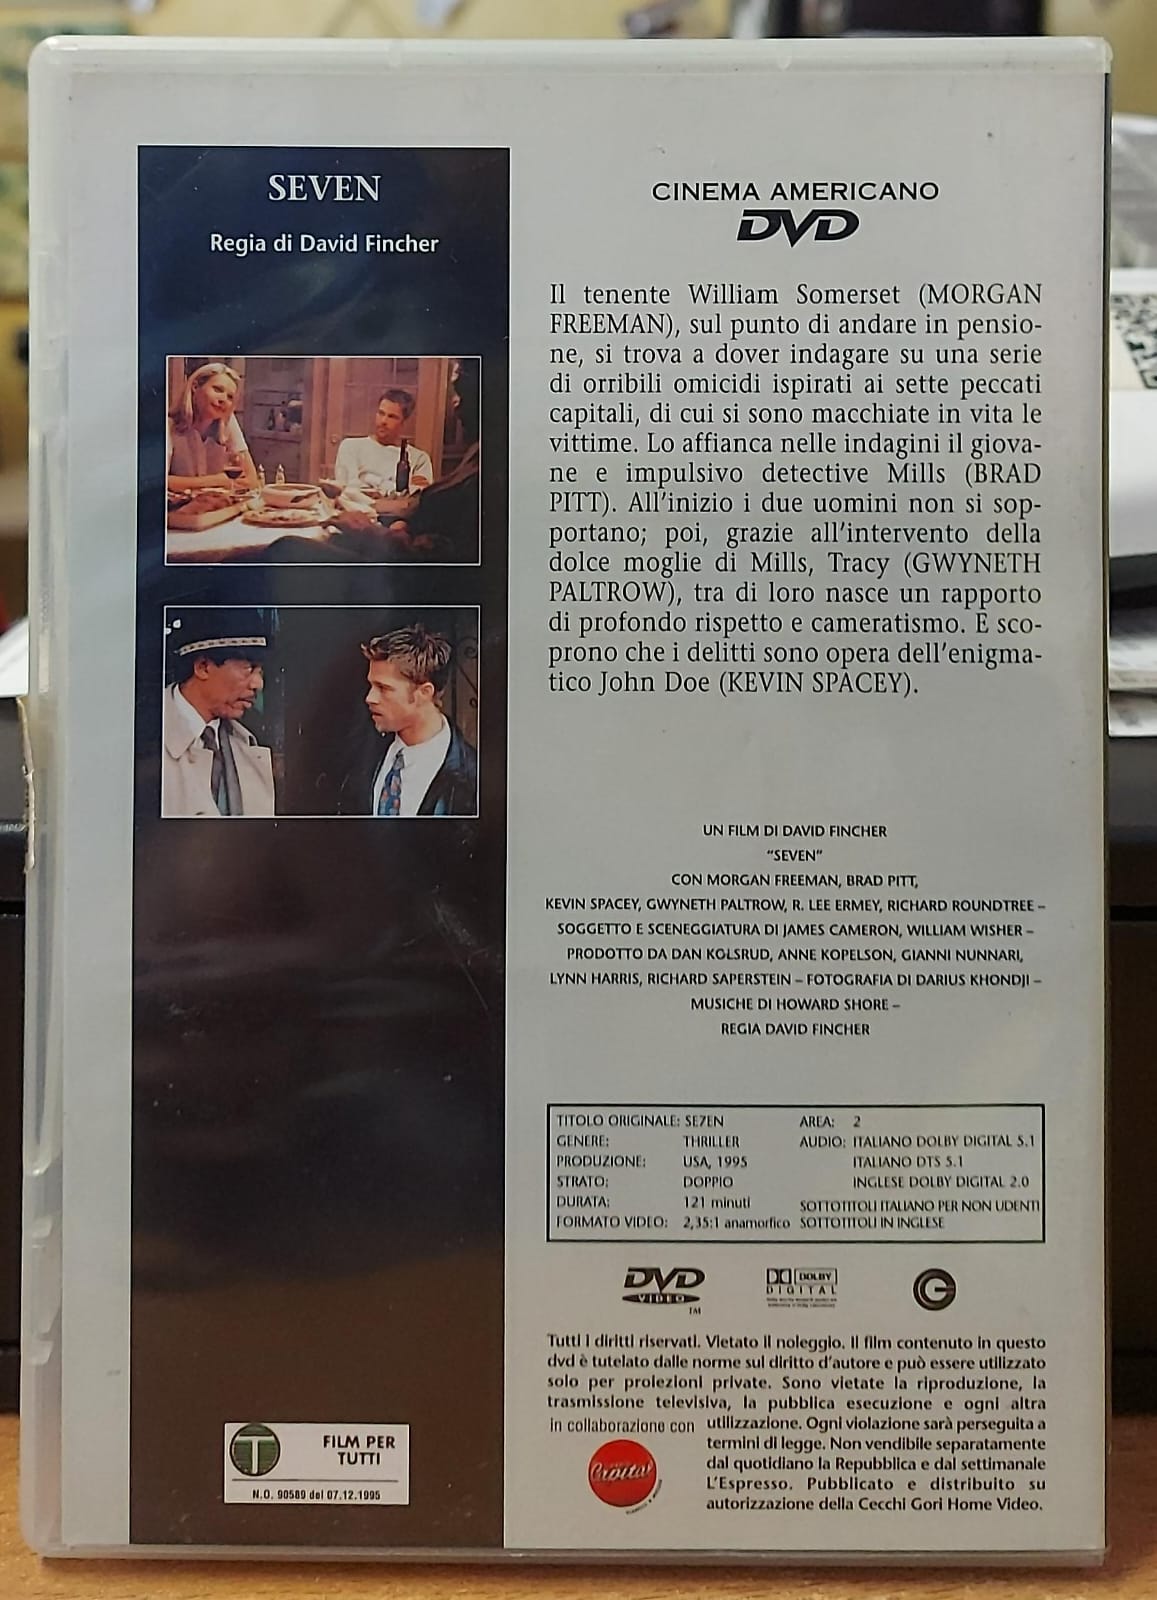 SEVEN
Regia di David Fincher
CINEMA AMERICANO
DVD
Il tenente William Somerset (MORGAN
FREEMAN), sul punto di andare in pensio-
ne, si trova a dover indagare su una serie
di orribili omicidi ispirati ai sette peccati
capitali, di cui si sono macchiate in vita le
vittime. Lo affianca nelle indagini il giova-
ne e impulsivo detective Mills (BRAD
PITT). All'inizio i due uomini non si sop-
portano; poi, grazie all'intervento della
dolce moglie di Mills, Tracy (GWYNETH
PALTROW), tra di loro nasce un rapporto
di profondo rispetto e cameratismo. E sco-
prono che i delitti sono opera dell'enigma-
tico John Doe (KEVIN SPACEY).
UN FILM DI DAVID FINCHER
"SEVEN"
CON MORGAN FREEMAN, BRAD PITT,
KEVIN SPACEY, GWYNETH PALTROW, R. LEE ERMEY, RICHARD ROUNDTREE –
SOGGETTO E SCENEGGIATURA DI JAMES CAMERON, WILLIAM WISHER –
PRODOTTO DA DAN KOLSRUD, ANNE KOPELSON, GIANNI NUNNARI,
LYNN HARRIS, RICHARD SAPERSTEIN – FOTOGRAFIA DI DARIUS KHONDJI –
MUSICHE DI HOWARD SHORE –
REGIA DAVID FINCHER
TITOLO ORIGINALE: SE7EN AREA: 2
GENERE: THRILLER AUDIO: ITALIANO DOLBY DIGITAL 5.1
PRODUZIONE: USA, 1995 ITALIANO DTS 5.1
STRATO: DOPPIO INGLESE DOLBY DIGITAL 2.0
DURATA: 121 minuti SOTTOTITOLI ITALIANO PER NON UDENTI
FORMATO VIDEO: 2,35:1 anamorfico SOTTOTITOLI IN INGLESE
DVD VIDEO TM
DOLBY DIGITAL
Tutti i diritti riservati. Vietato il noleggio. Il film contenuto in questo
dvd è tutelato dalle norme sul diritto d'autore e può essere utilizzato
solo per proiezioni private. Sono vietate la riproduzione, la
trasmissione televisiva, la pubblica esecuzione e ogni altra
in collaborazione con utilizzazione. Ogni violazione sarà perseguita a
termini di legge. Non vendibile separatamente
dal quotidiano la Repubblica e dal settimanale
L'Espresso. Pubblicato e distribuito su
autorizzazione della Cecchi Gori Home Video.
Capital
T FILM PER
TUTTI
N.O. 90589 del 07.12.1995